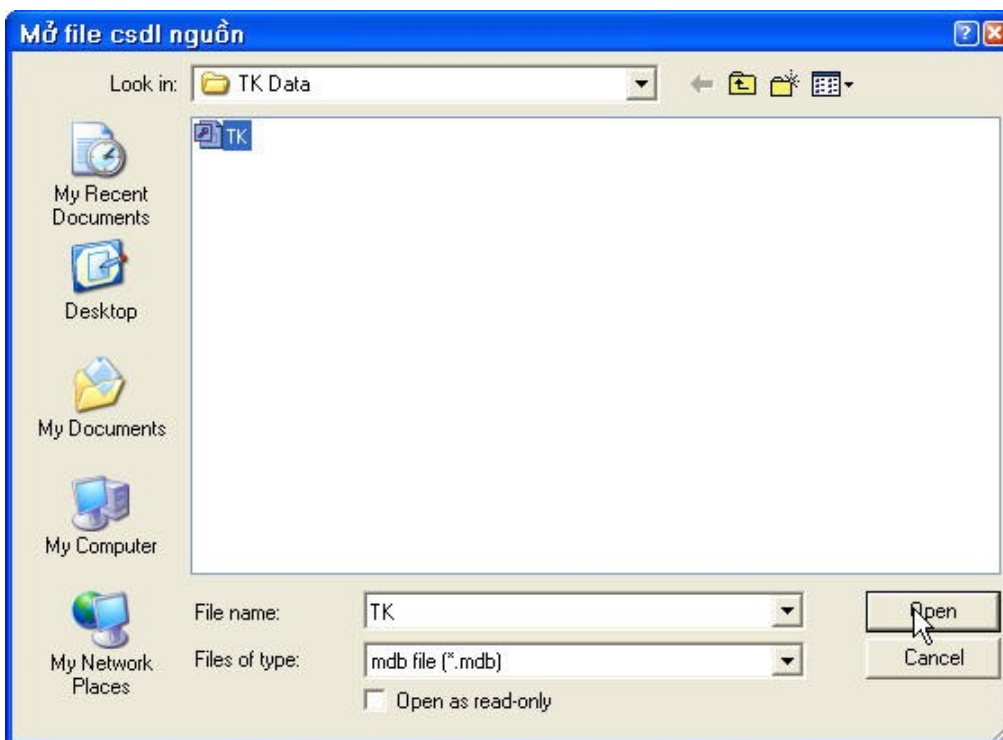 Mở file csdl nguồn
Look in:
TK Data
TK
My Recent
Documents
Desktop
My Documents
My Computer
My Network
Places
File name:
TK
Open
Files of type:
mdb file (*.mdb)
Cancel
Open as read-only